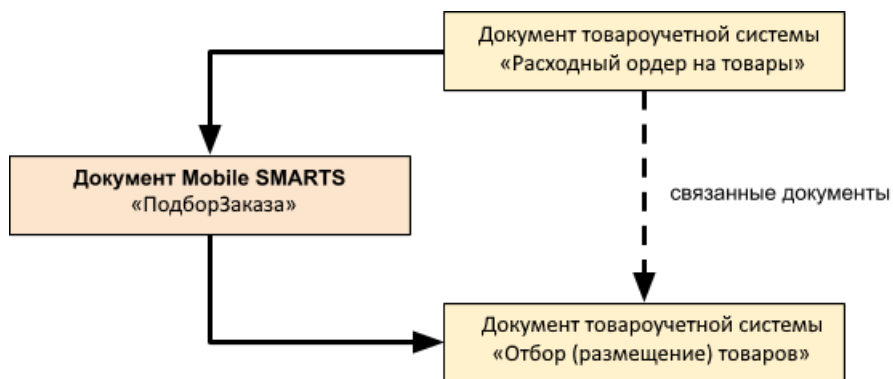 Документ товароучетной системы
«Расходный ордер на товары»
Документ Mobile SMARTS
«ПодборЗаказа»
связанные документы
Документ товароучетной системы
«Отбор (размещение) товаров»